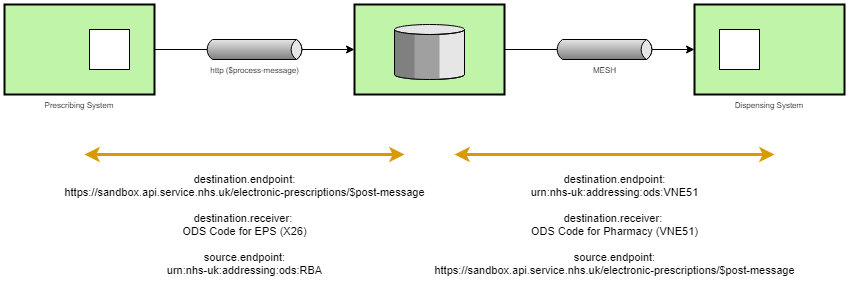 http ($process-message)
MESH
Prescribing System
Dispensing System
destination.endpoint:
https://sandbox.api.service.nhs.uk/electronic-prescriptions/$post-message
destination.receiver:
ODS Code for EPS (X26)
source.endpoint:
urn:nhs-uk:addressing:ods:RBA
destination.endpoint:
urn:nhs-uk:addressing:ods:VNE51
destination.receiver:
ODS Code for Pharmacy (VNE51)
source.endpoint:
https://sandbox.api.service.nhs.uk/electronic-prescriptions/$post-message